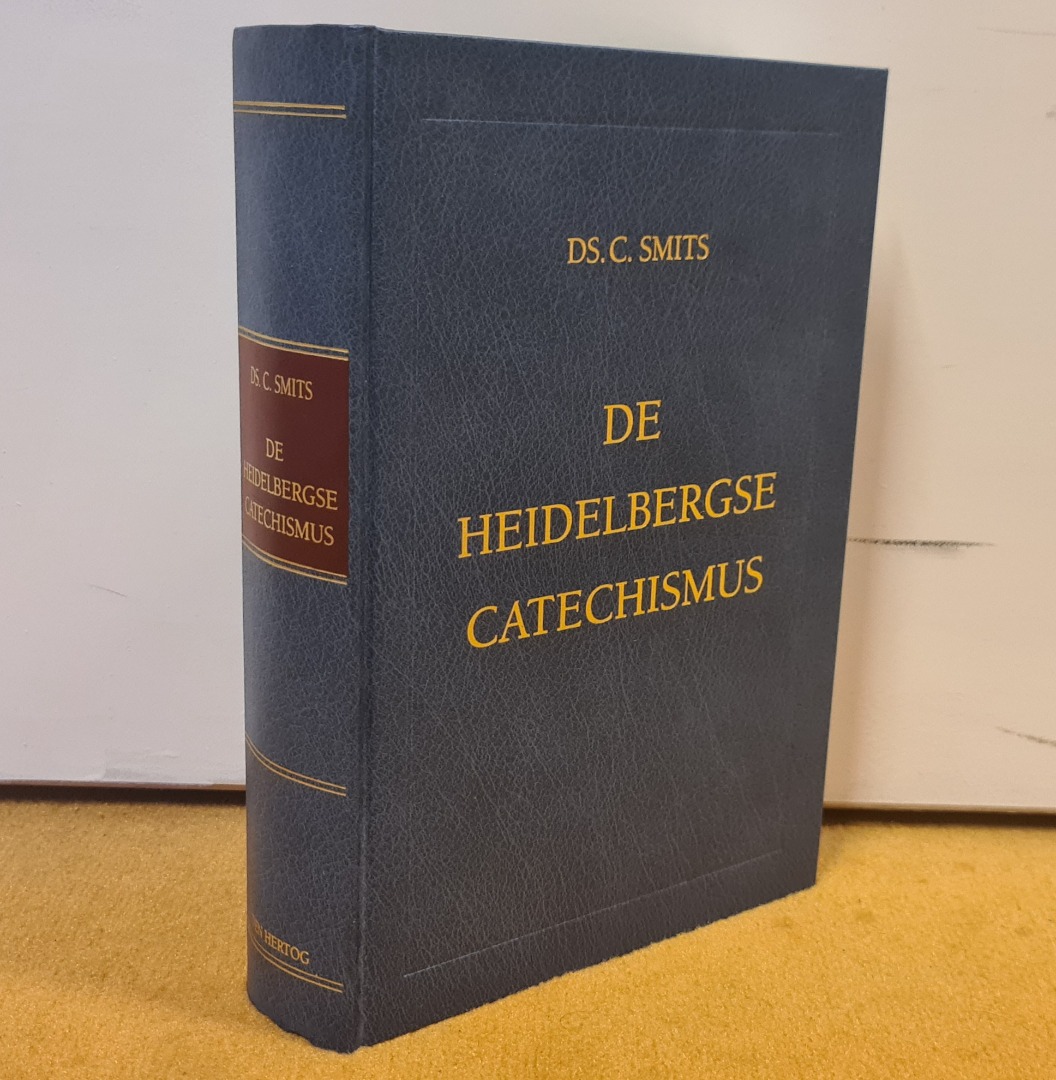 DS. C. SMITS
DE
HEIDELBERGSE
CATECHISMUS
DS. C. SMITS
DE
HEIDELBERGSE
CATECHISMUS
HERTOG